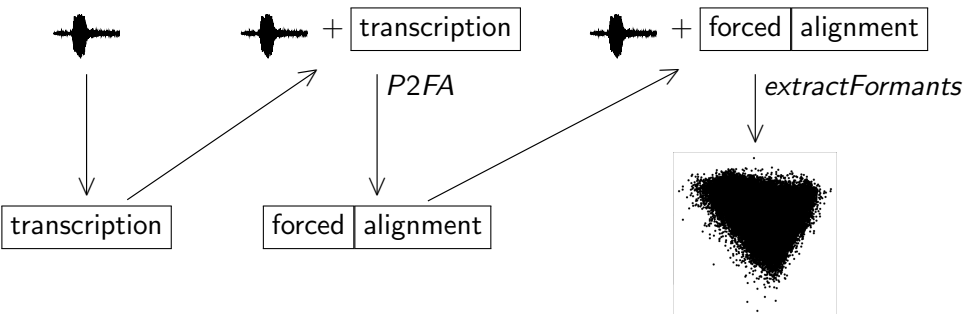 + transcription
+ forced alignment
P2FA
extractFormants
transcription
forced alignment